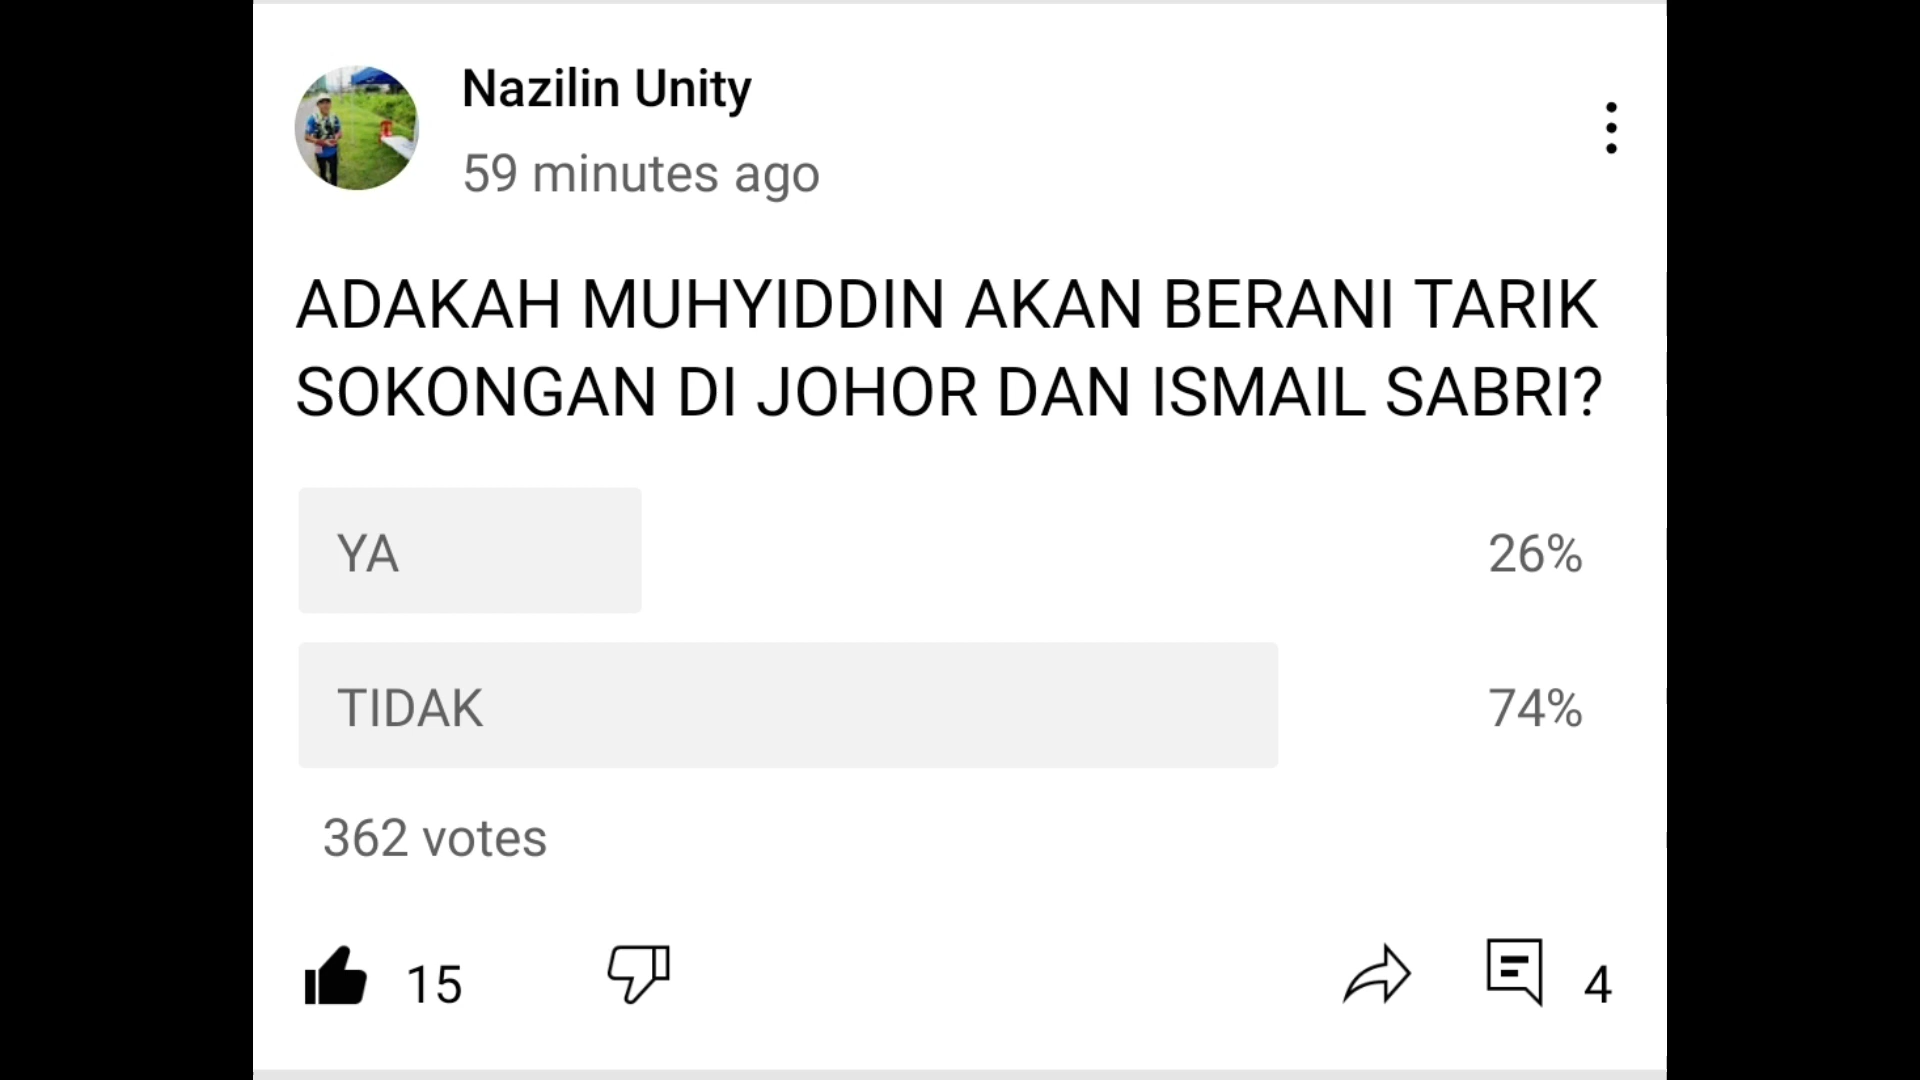 Nazilin Unity
59 minutes ago
ADAKAH MUHYIDDIN AKAN BERANI TARIK
SOKONGAN DI JOHOR DAN ISMAIL SABRI?
YA 26%
TIDAK 74%
362 votes
15 4